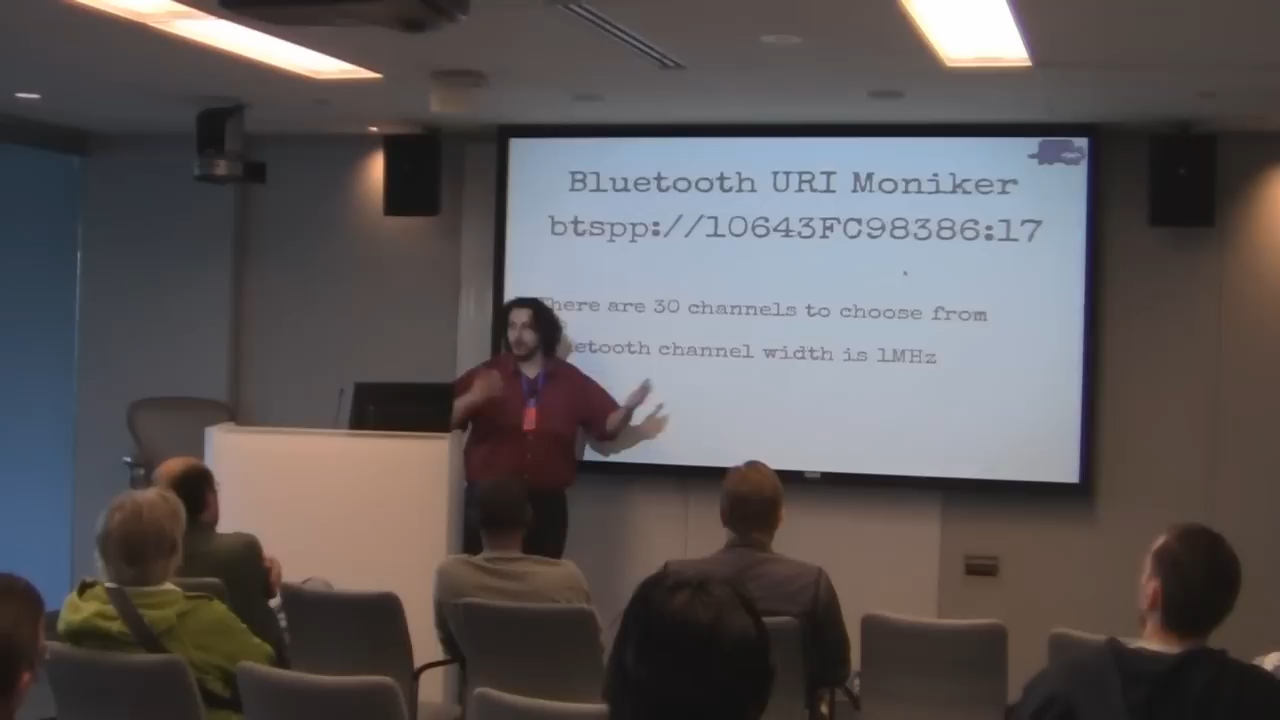 Bluetooth URI Moniker
btspp://10643FC98386:17
here are 30 channels to choose from
etooth channel width is 1MHz